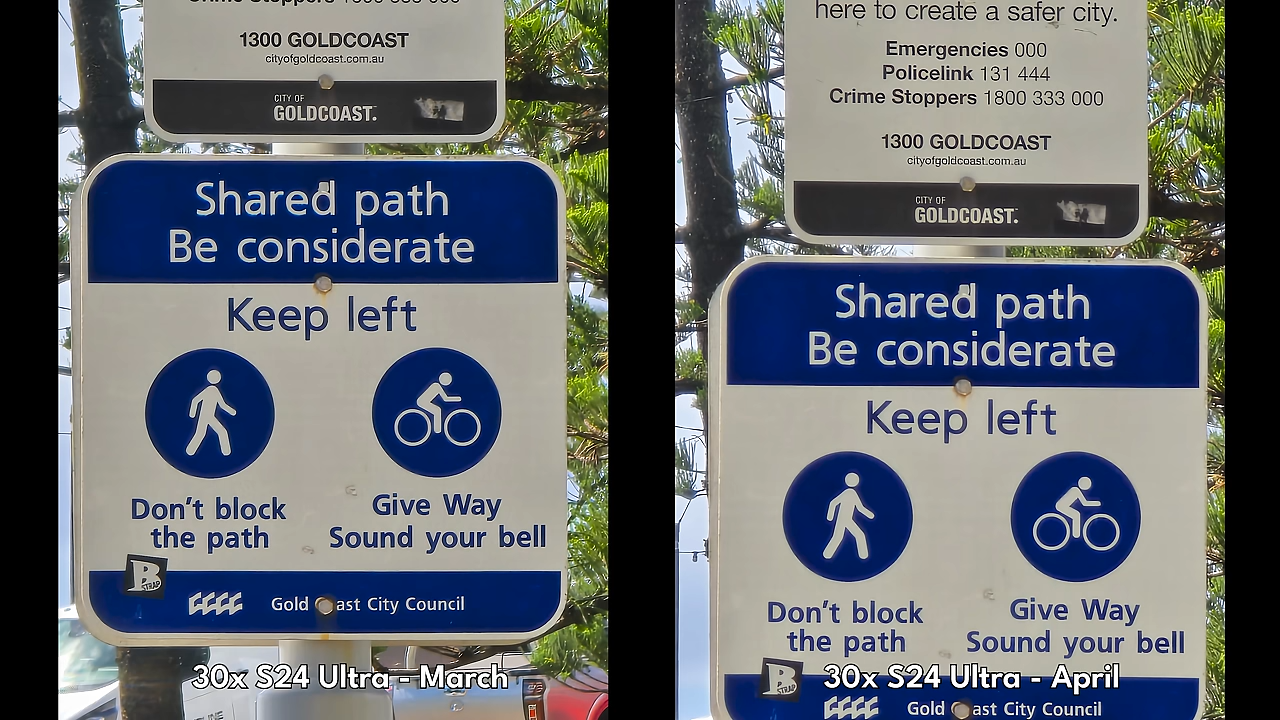 1300 GOLDCOAST
cityofgoldcoast.com.au
CITY OF
GOLDCOAST.
Shared path
Be considerate
Keep left
Don't block
the path
Give Way
Sound your bell
B
STRAP
Gold Coast City Council
30x S24 Ultra - March
here to create a safer city.
Emergencies 000
Policelink 131 444
Crime Stoppers 1800 333 000
1300 GOLDCOAST
cityofgoldcoast.com.au
CITY OF
GOLDCOAST.
Shared path
Be considerate
Keep left
Don't block
the path
Give Way
Sound your bell
B
STRAP
Gold Coast City Council
30x S24 Ultra - April